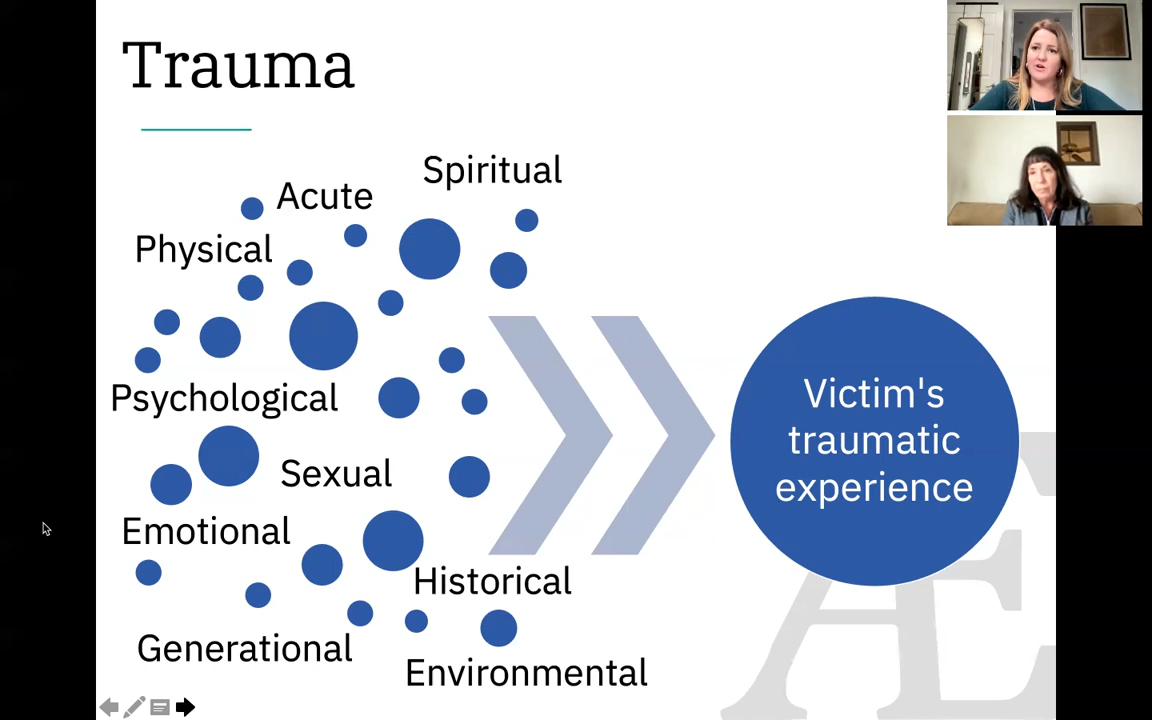 Trauma
Spiritual
Acute
Physical
Psychological
Sexual
Emotional
Historical
Generational
Environmental
Victim's
traumatic
experience
Æ